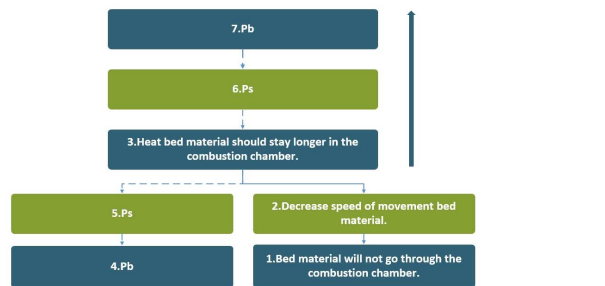 7.Pb
6.Ps
3.Heat bed material should stay longer in the
combustion chamber.
5.Ps
2.Decrease speed of movement bed
material.
4.Pb
1.Bed material will not go through the
combustion chamber.